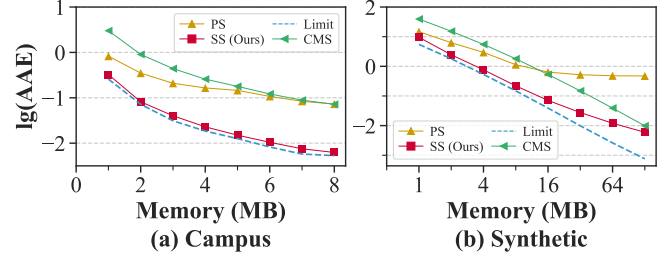 lg(AAE)
1
0
−1
−2
PS
SS (Ours)
Limit
CMS
0
2
4
6
8
Memory (MB)
(a) Campus
2
0
−2
PS
SS (Ours)
Limit
CMS
1
4
16
64
Memory (MB)
(b) Synthetic